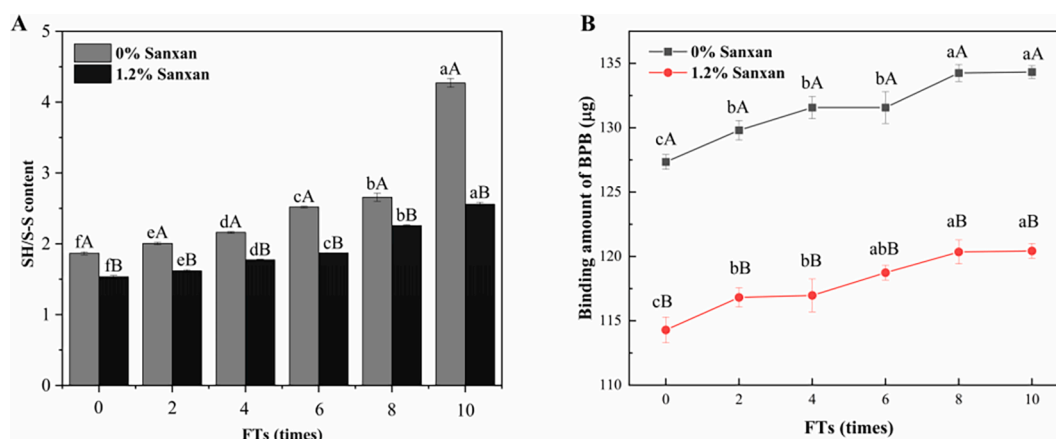 A
0% Sanxan
1.2% Sanxan
SH/S-S content
5
4
3
2
1
0
fA
fB
eA
eB
dA
dB
cA
cB
bA
bB
aA
aB
0 2 4 6 8 10
FTs (times)
B
0% Sanxan
1.2% Sanxan
Binding amount of BPB (μg)
135
130
125
120
115
110
cA bA bA bA aA aA
cB bB bB abB aB aB
0 2 4 6 8 10
FTs (times)